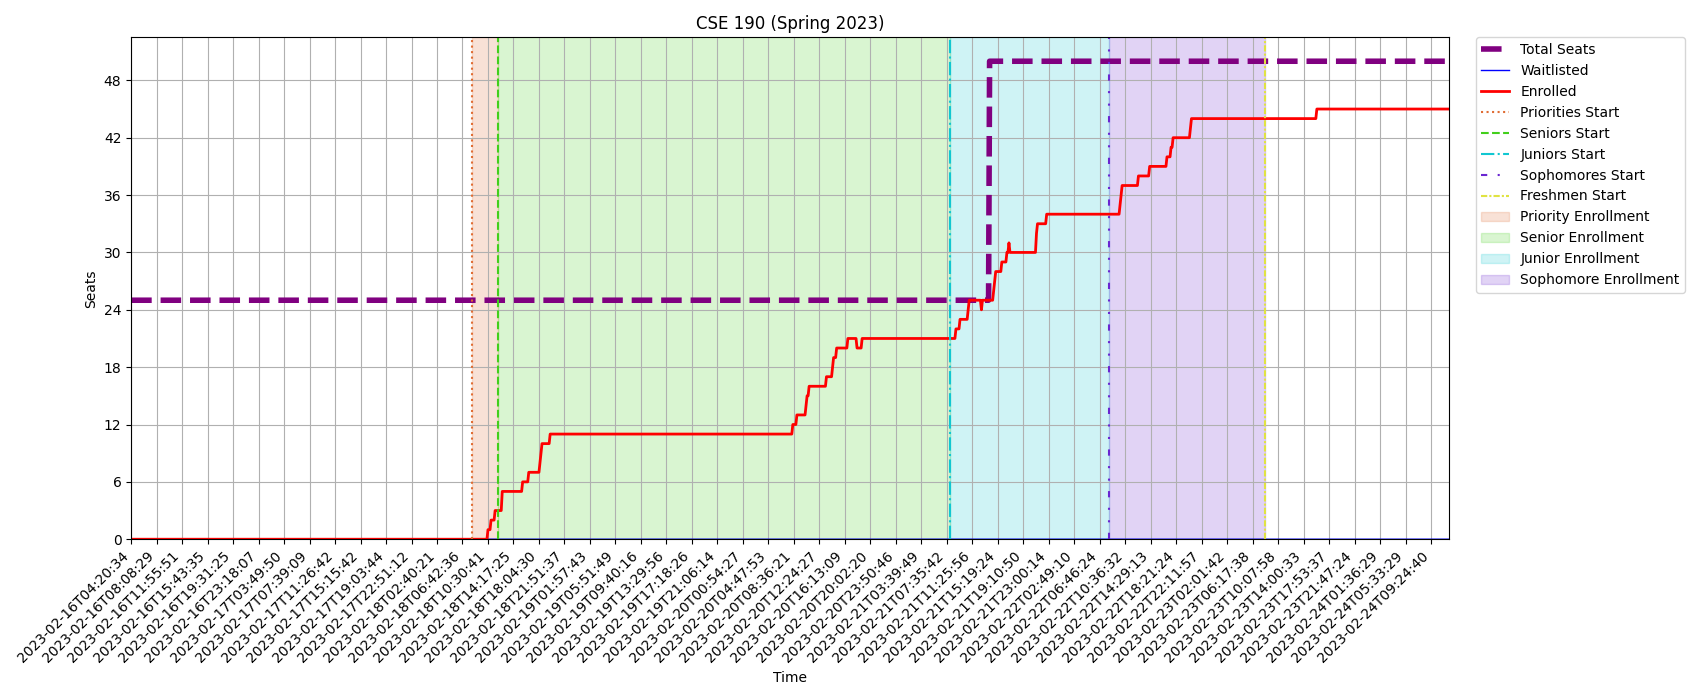 CSE 190 (Spring 2023)
Seats
48
42
36
30
24
18
12
6
0
Total Seats
Waitlisted
Enrolled
Priorities Start
Seniors Start
Juniors Start
Sophomores Start
Freshmen Start
Priority Enrollment
Senior Enrollment
Junior Enrollment
Sophomore Enrollment
2023-02-16T04:20:34
2023-02-16T08:08:29
2023-02-16T11:55:51
2023-02-16T15:43:35
2023-02-16T19:31:25
2023-02-16T23:18:07
2023-02-17T03:49:50
2023-02-17T07:39:09
2023-02-17T11:26:42
2023-02-17T15:15:42
2023-02-17T19:03:44
2023-02-17T22:51:12
2023-02-18T02:40:21
2023-02-18T06:42:36
2023-02-18T10:30:41
2023-02-18T14:17:25
2023-02-18T18:04:30
2023-02-18T21:51:37
2023-02-19T01:57:43
2023-02-19T05:51:49
2023-02-19T09:40:16
2023-02-19T13:29:56
2023-02-19T17:18:26
2023-02-19T21:06:14
2023-02-20T00:54:27
2023-02-20T04:47:53
2023-02-20T08:36:21
2023-02-20T12:24:27
2023-02-20T16:13:09
2023-02-20T20:02:20
2023-02-20T23:50:46
2023-02-21T03:39:49
2023-02-21T07:35:42
2023-02-21T11:25:56
2023-02-21T15:19:24
2023-02-21T19:10:50
2023-02-21T23:00:14
2023-02-22T02:49:10
2023-02-22T06:46:24
2023-02-22T10:36:32
2023-02-22T14:29:13
2023-02-22T18:21:24
2023-02-22T22:11:57
2023-02-23T02:01:42
2023-02-23T06:17:38
2023-02-23T10:07:58
2023-02-23T14:00:33
2023-02-23T17:53:37
2023-02-23T21:47:24
2023-02-24T01:36:29
2023-02-24T05:33:29
2023-02-24T09:24:40
Time